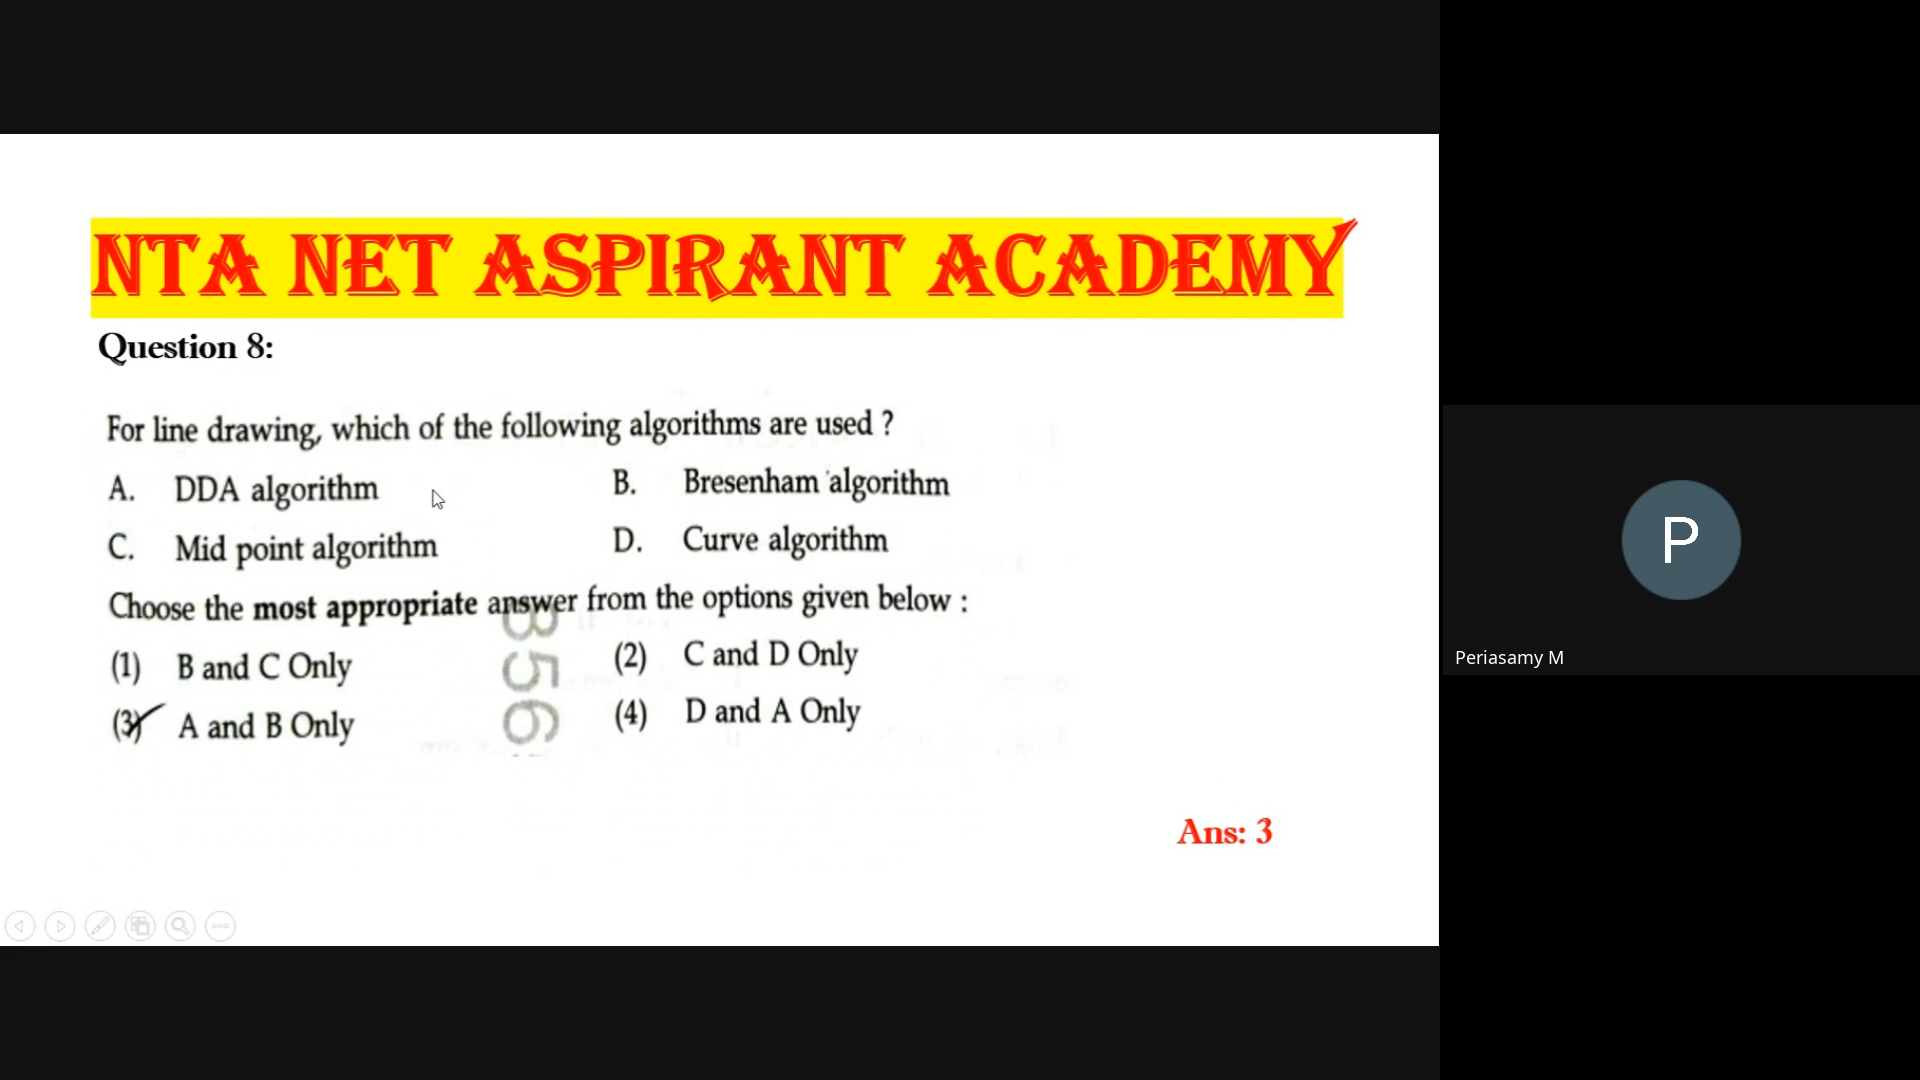 NTA NET ASPIRANT ACADEMY
Question 8:
For line drawing, which of the following algorithms are used ?
A. DDA algorithm B. Bresenham algorithm
C. Mid point algorithm D. Curve algorithm
Choose the most appropriate answer from the options given below :
(1) B and C Only (2) C and D Only
(3) A and B Only (4) D and A Only
856
Ans: 3
P
Periasamy M